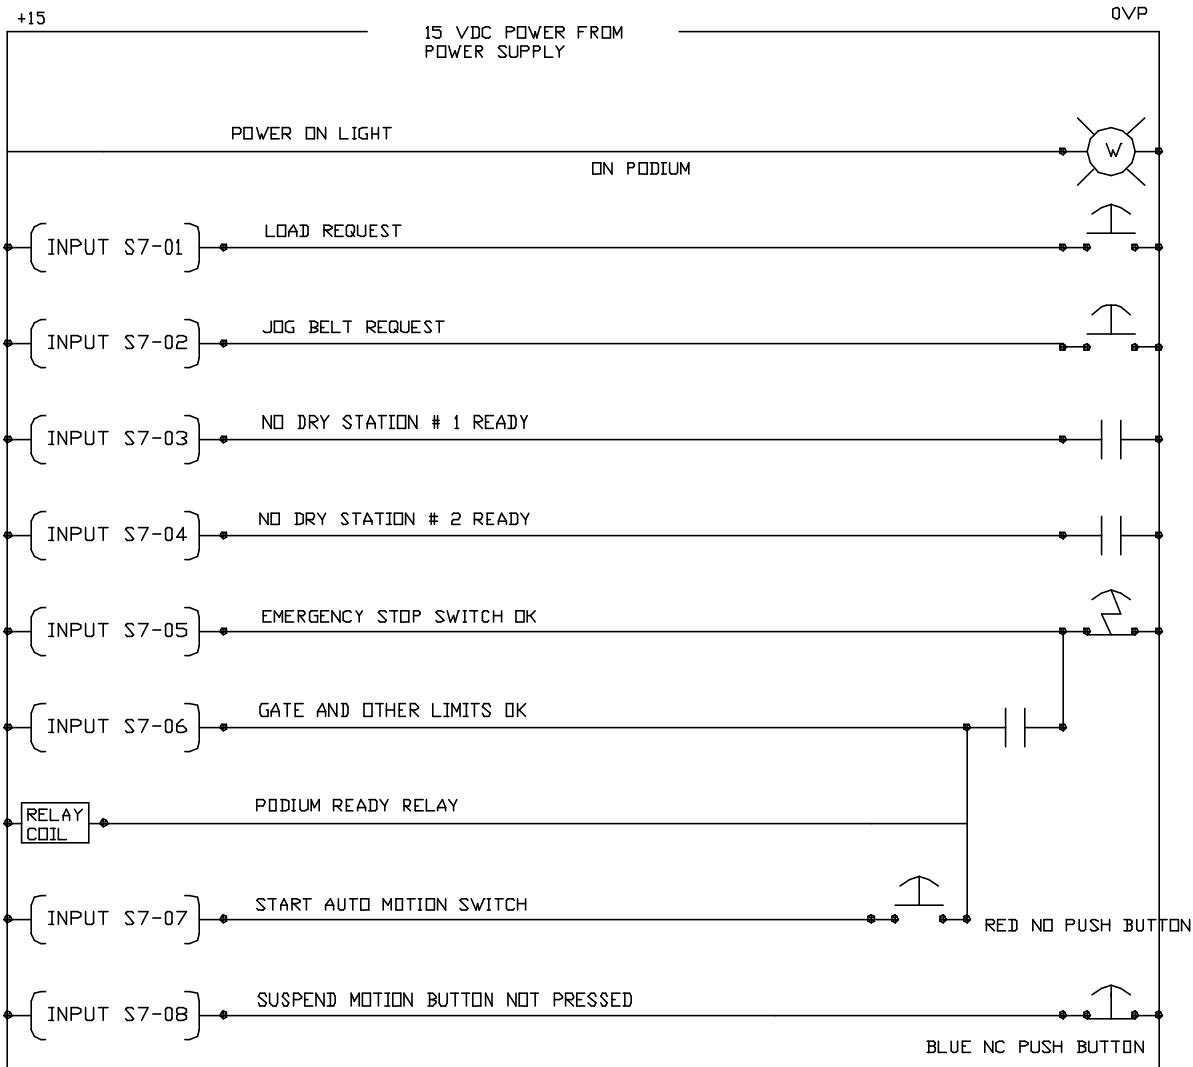 +15
0VP
15 VDC POWER FROM
POWER SUPPLY
POWER ON LIGHT
W
ON PODIUM
LOAD REQUEST
INPUT S7-01
JOG BELT REQUEST
INPUT S7-02
NO DRY STATION # 1 READY
INPUT S7-03
NO DRY STATION # 2 READY
INPUT S7-04
EMERGENCY STOP SWITCH OK
INPUT S7-05
GATE AND OTHER LIMITS OK
INPUT S7-06
PODIUM READY RELAY
RELAY
COIL
START AUTO MOTION SWITCH
INPUT S7-07
RED NO PUSH BUTTON
SUSPEND MOTION BUTTON NOT PRESSED
INPUT S7-08
BLUE NC PUSH BUTTON